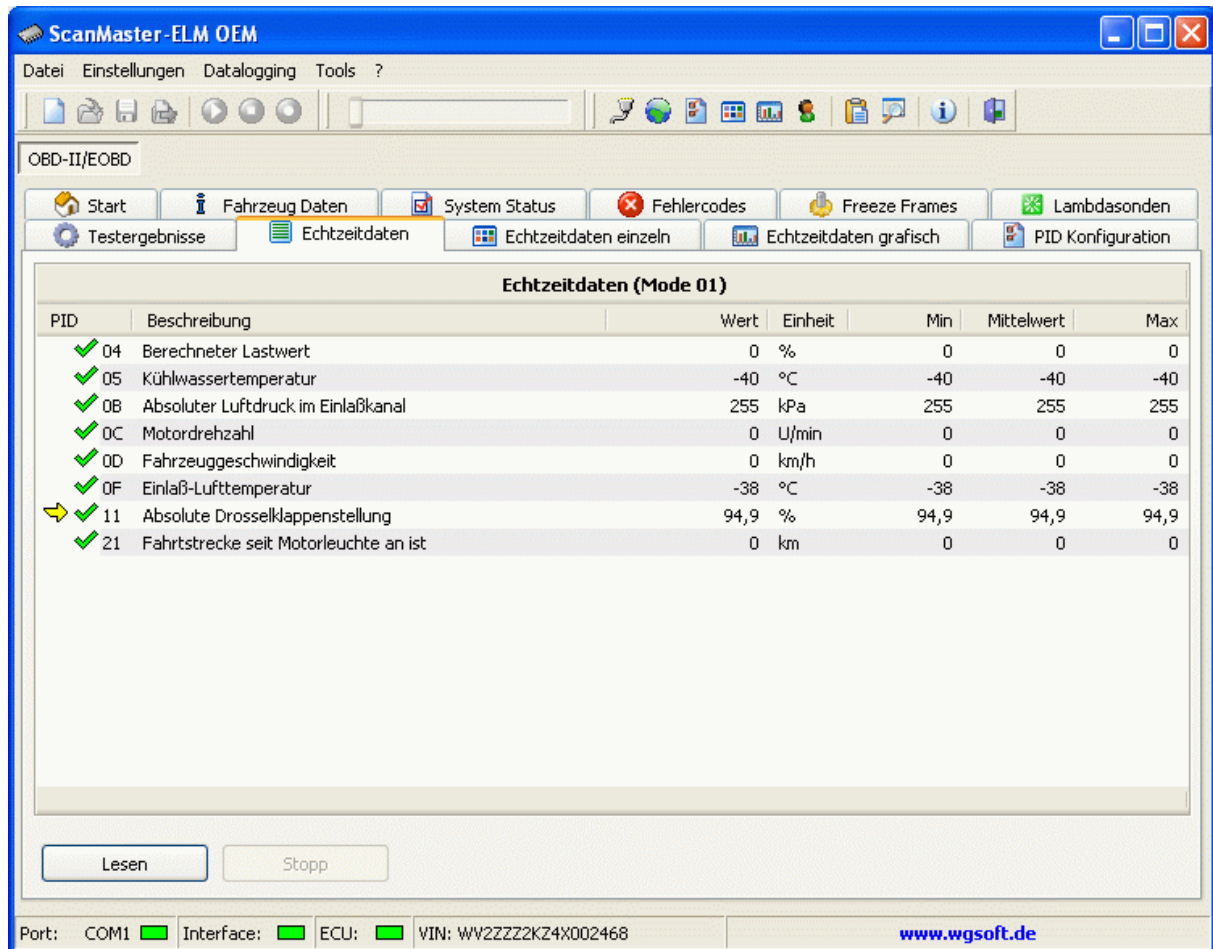 ScanMaster-ELM OEM
Datei Einstellungen Datalogging Tools ?
OBD-II/EOBD
Start Fahrzeug Daten System Status Fehlercodes Freeze Frames Lambdasonden
Testergebnisse Echtzeitdaten Echtzeitdaten einzeln Echtzeitdaten grafisch PID Konfiguration
Echtzeitdaten (Mode 01)
PID Beschreibung Wert Einheit Min Mittelwert Max
04 Berechneter Lastwert 0 % 0 0 0
05 Kühlwassertemperatur -40 °C -40 -40 -40
0B Absoluter Luftdruck im Einlaßkanal 255 kPa 255 255 255
0C Motordrehzahl 0 U/min 0 0 0
0D Fahrzeuggeschwindigkeit 0 km/h 0 0 0
0F Einlaß-Lufttemperatur -38 °C -38 -38 -38
11 Absolute Drosselklappenstellung 94,9 % 94,9 94,9 94,9
21 Fahrtstrecke seit Motorleuchte an ist 0 km 0 0 0
Lesen Stopp
Port: COM1 Interface: ECU: VIN: WV2ZZZ2KZ4X002468 www.wgsoft.de